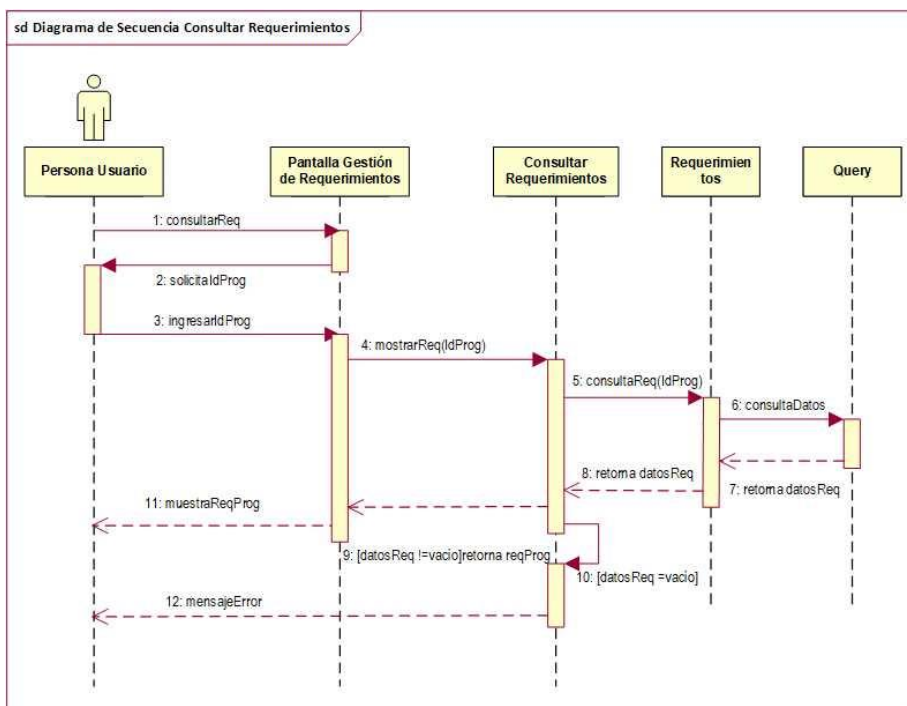 sd Diagrama de Secuencia Consultar Requerimientos
Persona Usuario
Pantalla Gestión
de Requerimientos
Consultar
Requerimientos
Requerimien
tos
Query
1: consultarReq
2: solicitaIdProg
3: ingresarIdProg
4: mostrarReq(IdProg)
5: consultaReq(IdProg)
6: consultaDatos
8: retorna datosReq
7: retorna datosReq
11: muestraReqProg
9: [datosReq !=vacio]retorna reqProg
10: [datosReq =vacio]
12: mensajeError